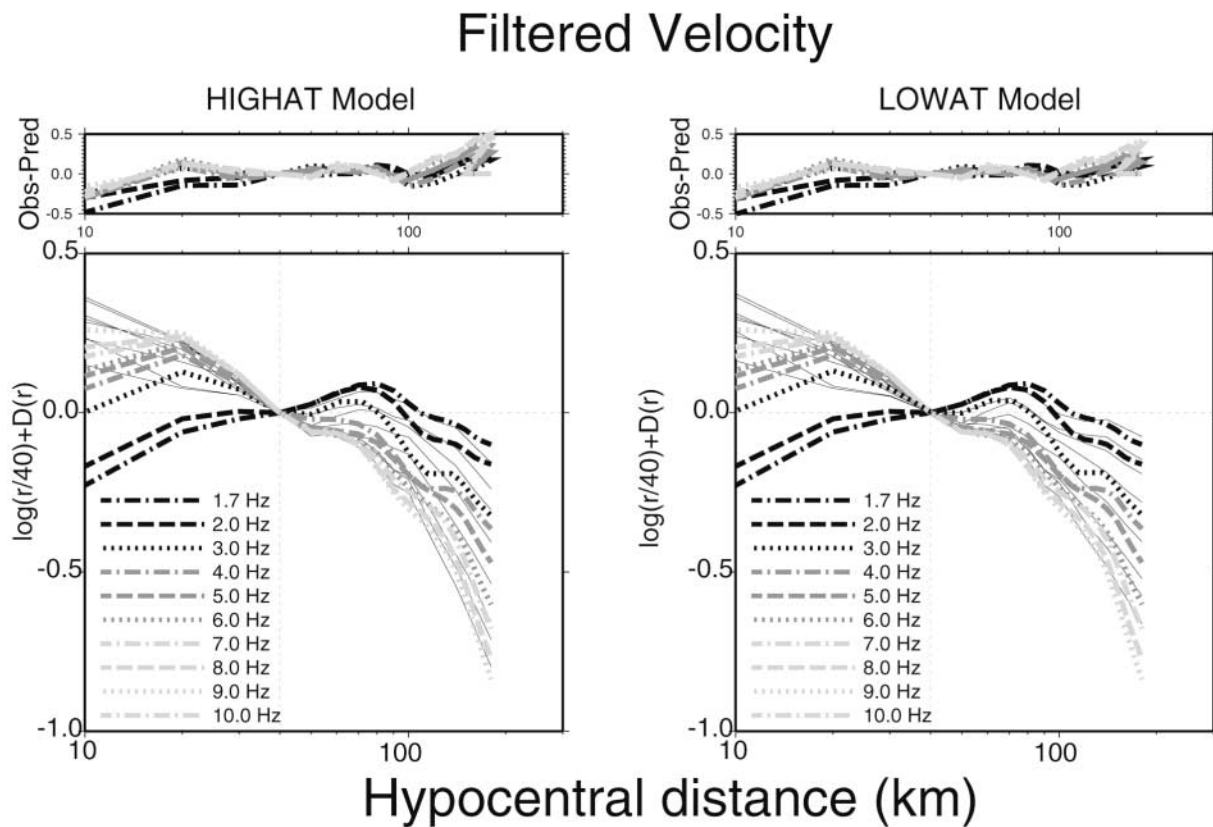 Filtered Velocity
HIGHAT Model
Obs-Pred
0.5
0.0
-0.5
10
100
log(r/40)+D(r)
0.5
0.0
-0.5
-1.0
1.7 Hz
2.0 Hz
3.0 Hz
4.0 Hz
5.0 Hz
6.0 Hz
7.0 Hz
8.0 Hz
9.0 Hz
10.0 Hz
10
100
LOWAT Model
Obs-Pred
0.5
0.0
-0.5
10
100
log(r/40)+D(r)
0.5
0.0
-0.5
-1.0
1.7 Hz
2.0 Hz
3.0 Hz
4.0 Hz
5.0 Hz
6.0 Hz
7.0 Hz
8.0 Hz
9.0 Hz
10.0 Hz
10
100
Hypocentral distance (km)